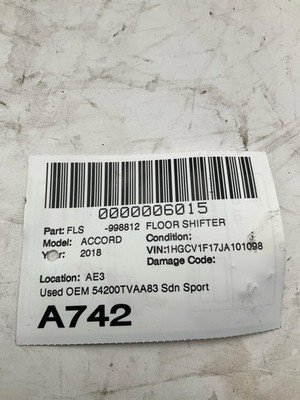 0000006015
Part: FLS -998812 FLOOR SHIFTER
Model: ACCORD Condition:
Year: 2018 VIN:1HGCV1F17JA101098
Damage Code:
Location: AE3
Used OEM 54200TVAA83 Sdn Sport
A742